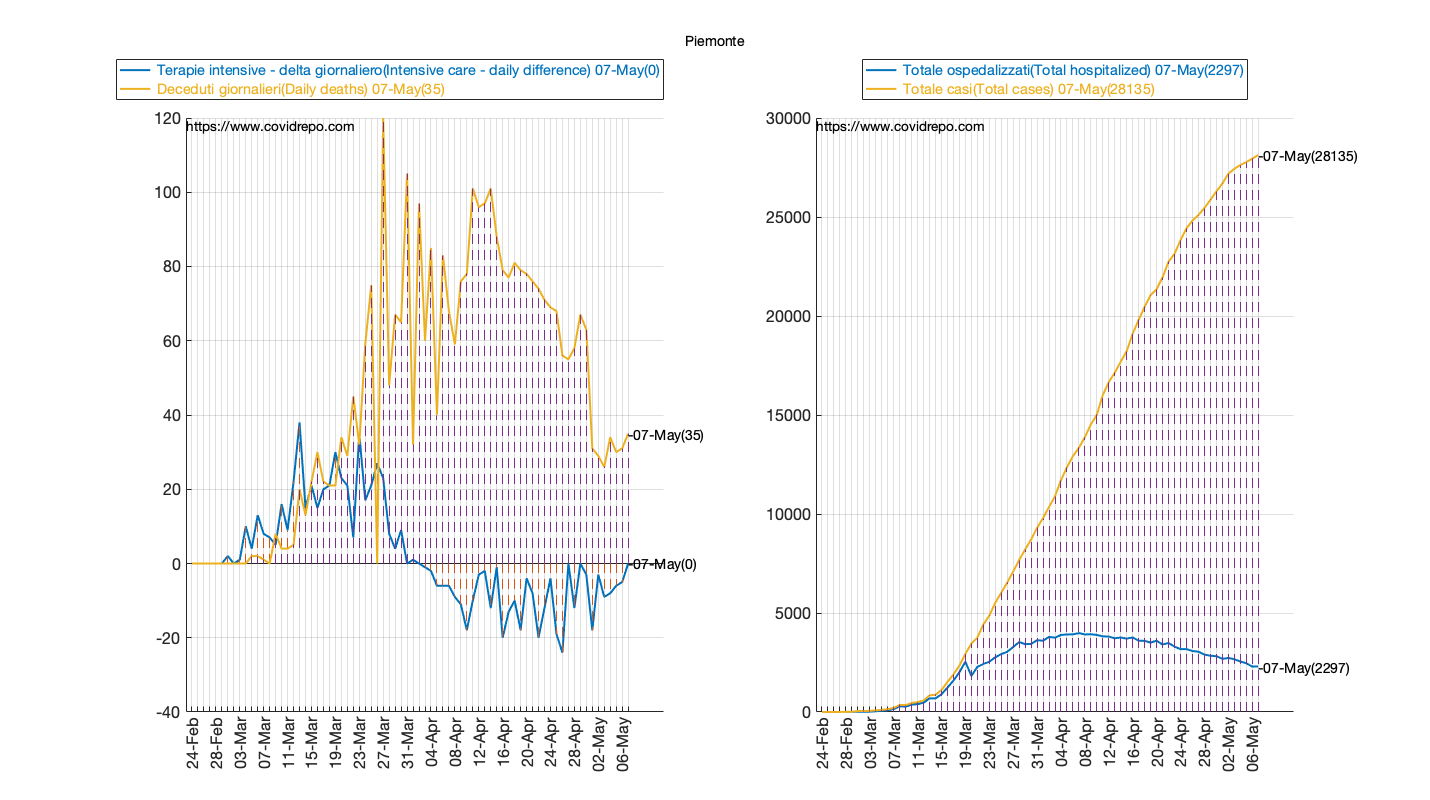 Piemonte
Terapie intensive - delta giornaliero(Intensive care - daily difference) 07-May(0)
Deceduti giornalieri(Daily deaths) 07-May(35)
120
100
80
60
40
20
0
-20
-40
https://www.covidrepo.com
-07-May(35)
-07-May(0)
24-Feb
28-Feb
03-Mar
07-Mar
11-Mar
15-Mar
19-Mar
23-Mar
27-Mar
31-Mar
04-Apr
08-Apr
12-Apr
16-Apr
20-Apr
24-Apr
28-Apr
02-May
06-May
Totale ospedalizzati(Total hospitalized) 07-May(2297)
Totale casi(Total cases) 07-May(28135)
30000
25000
20000
15000
10000
5000
0
https://www.covidrepo.com
-07-May(28135)
-07-May(2297)
24-Feb
28-Feb
03-Mar
07-Mar
11-Mar
15-Mar
19-Mar
23-Mar
27-Mar
31-Mar
04-Apr
08-Apr
12-Apr
16-Apr
20-Apr
24-Apr
28-Apr
02-May
06-May